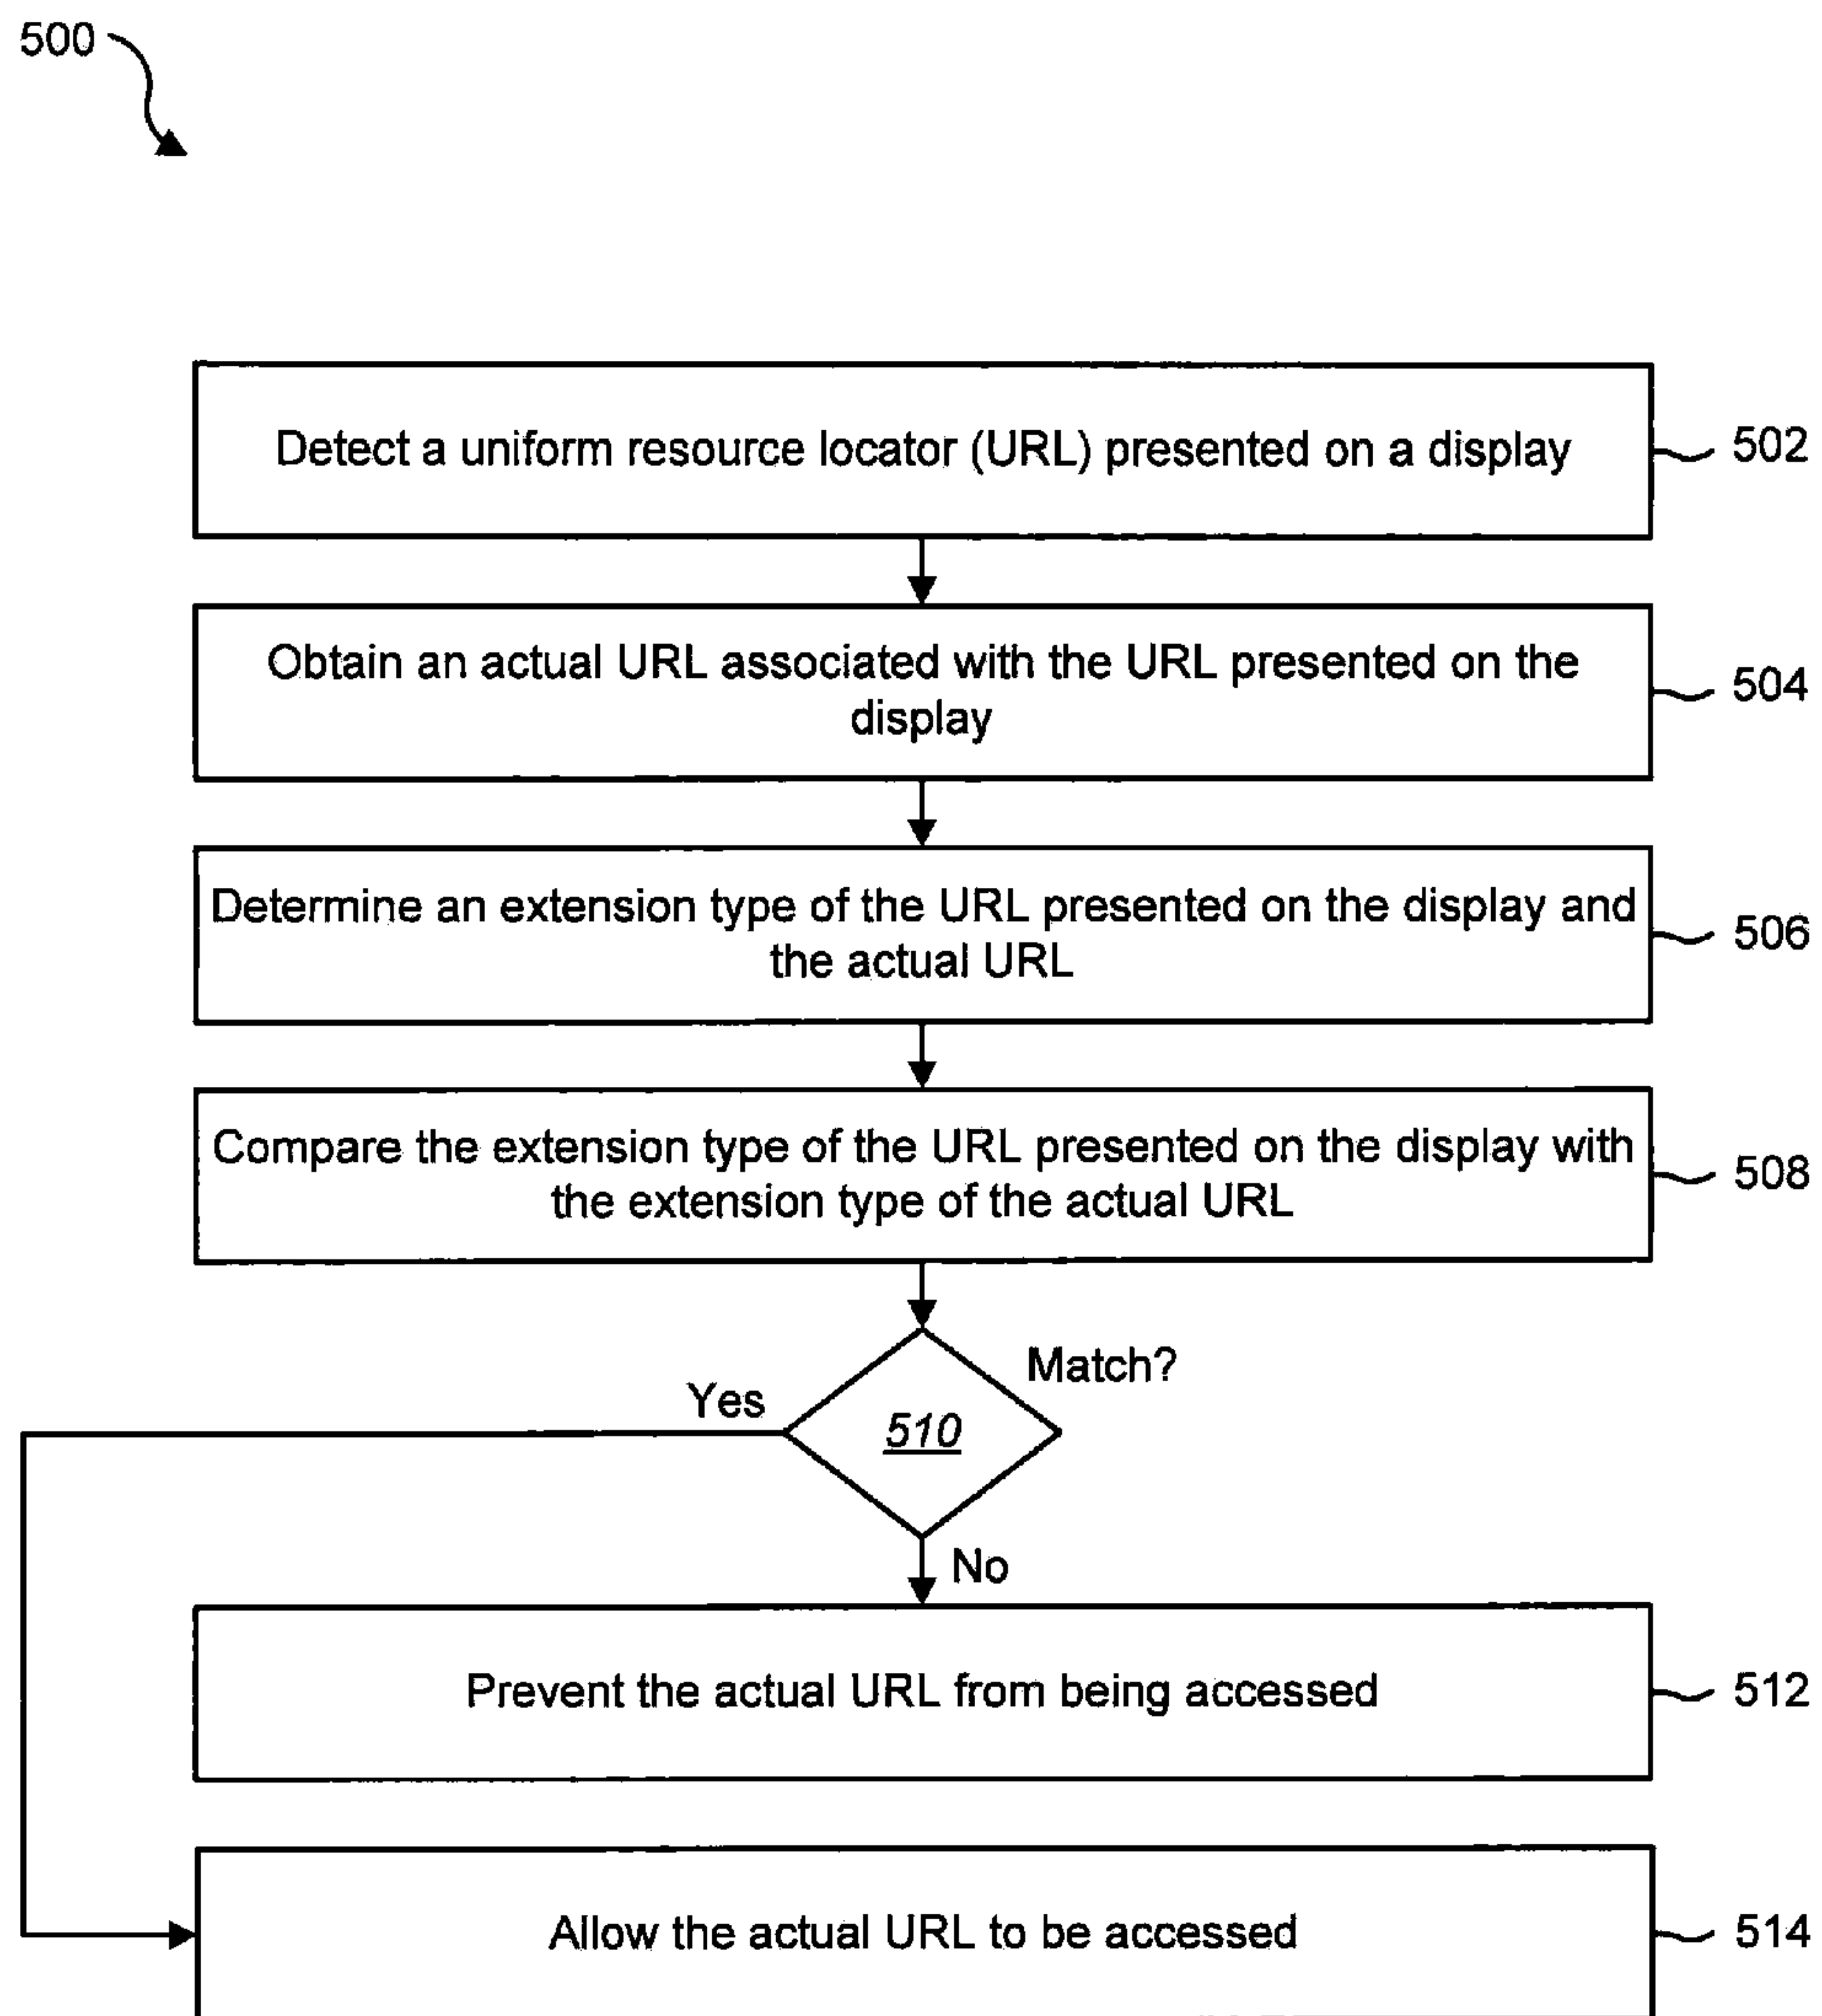 500
Detect a uniform resource locator (URL) presented on a display
502
Obtain an actual URL associated with the URL presented on the
display
504
Determine an extension type of the URL presented on the display and
the actual URL
506
Compare the extension type of the URL presented on the display with
the extension type of the actual URL
508
Match?
Yes
510
No
Prevent the actual URL from being accessed
512
Allow the actual URL to be accessed
514